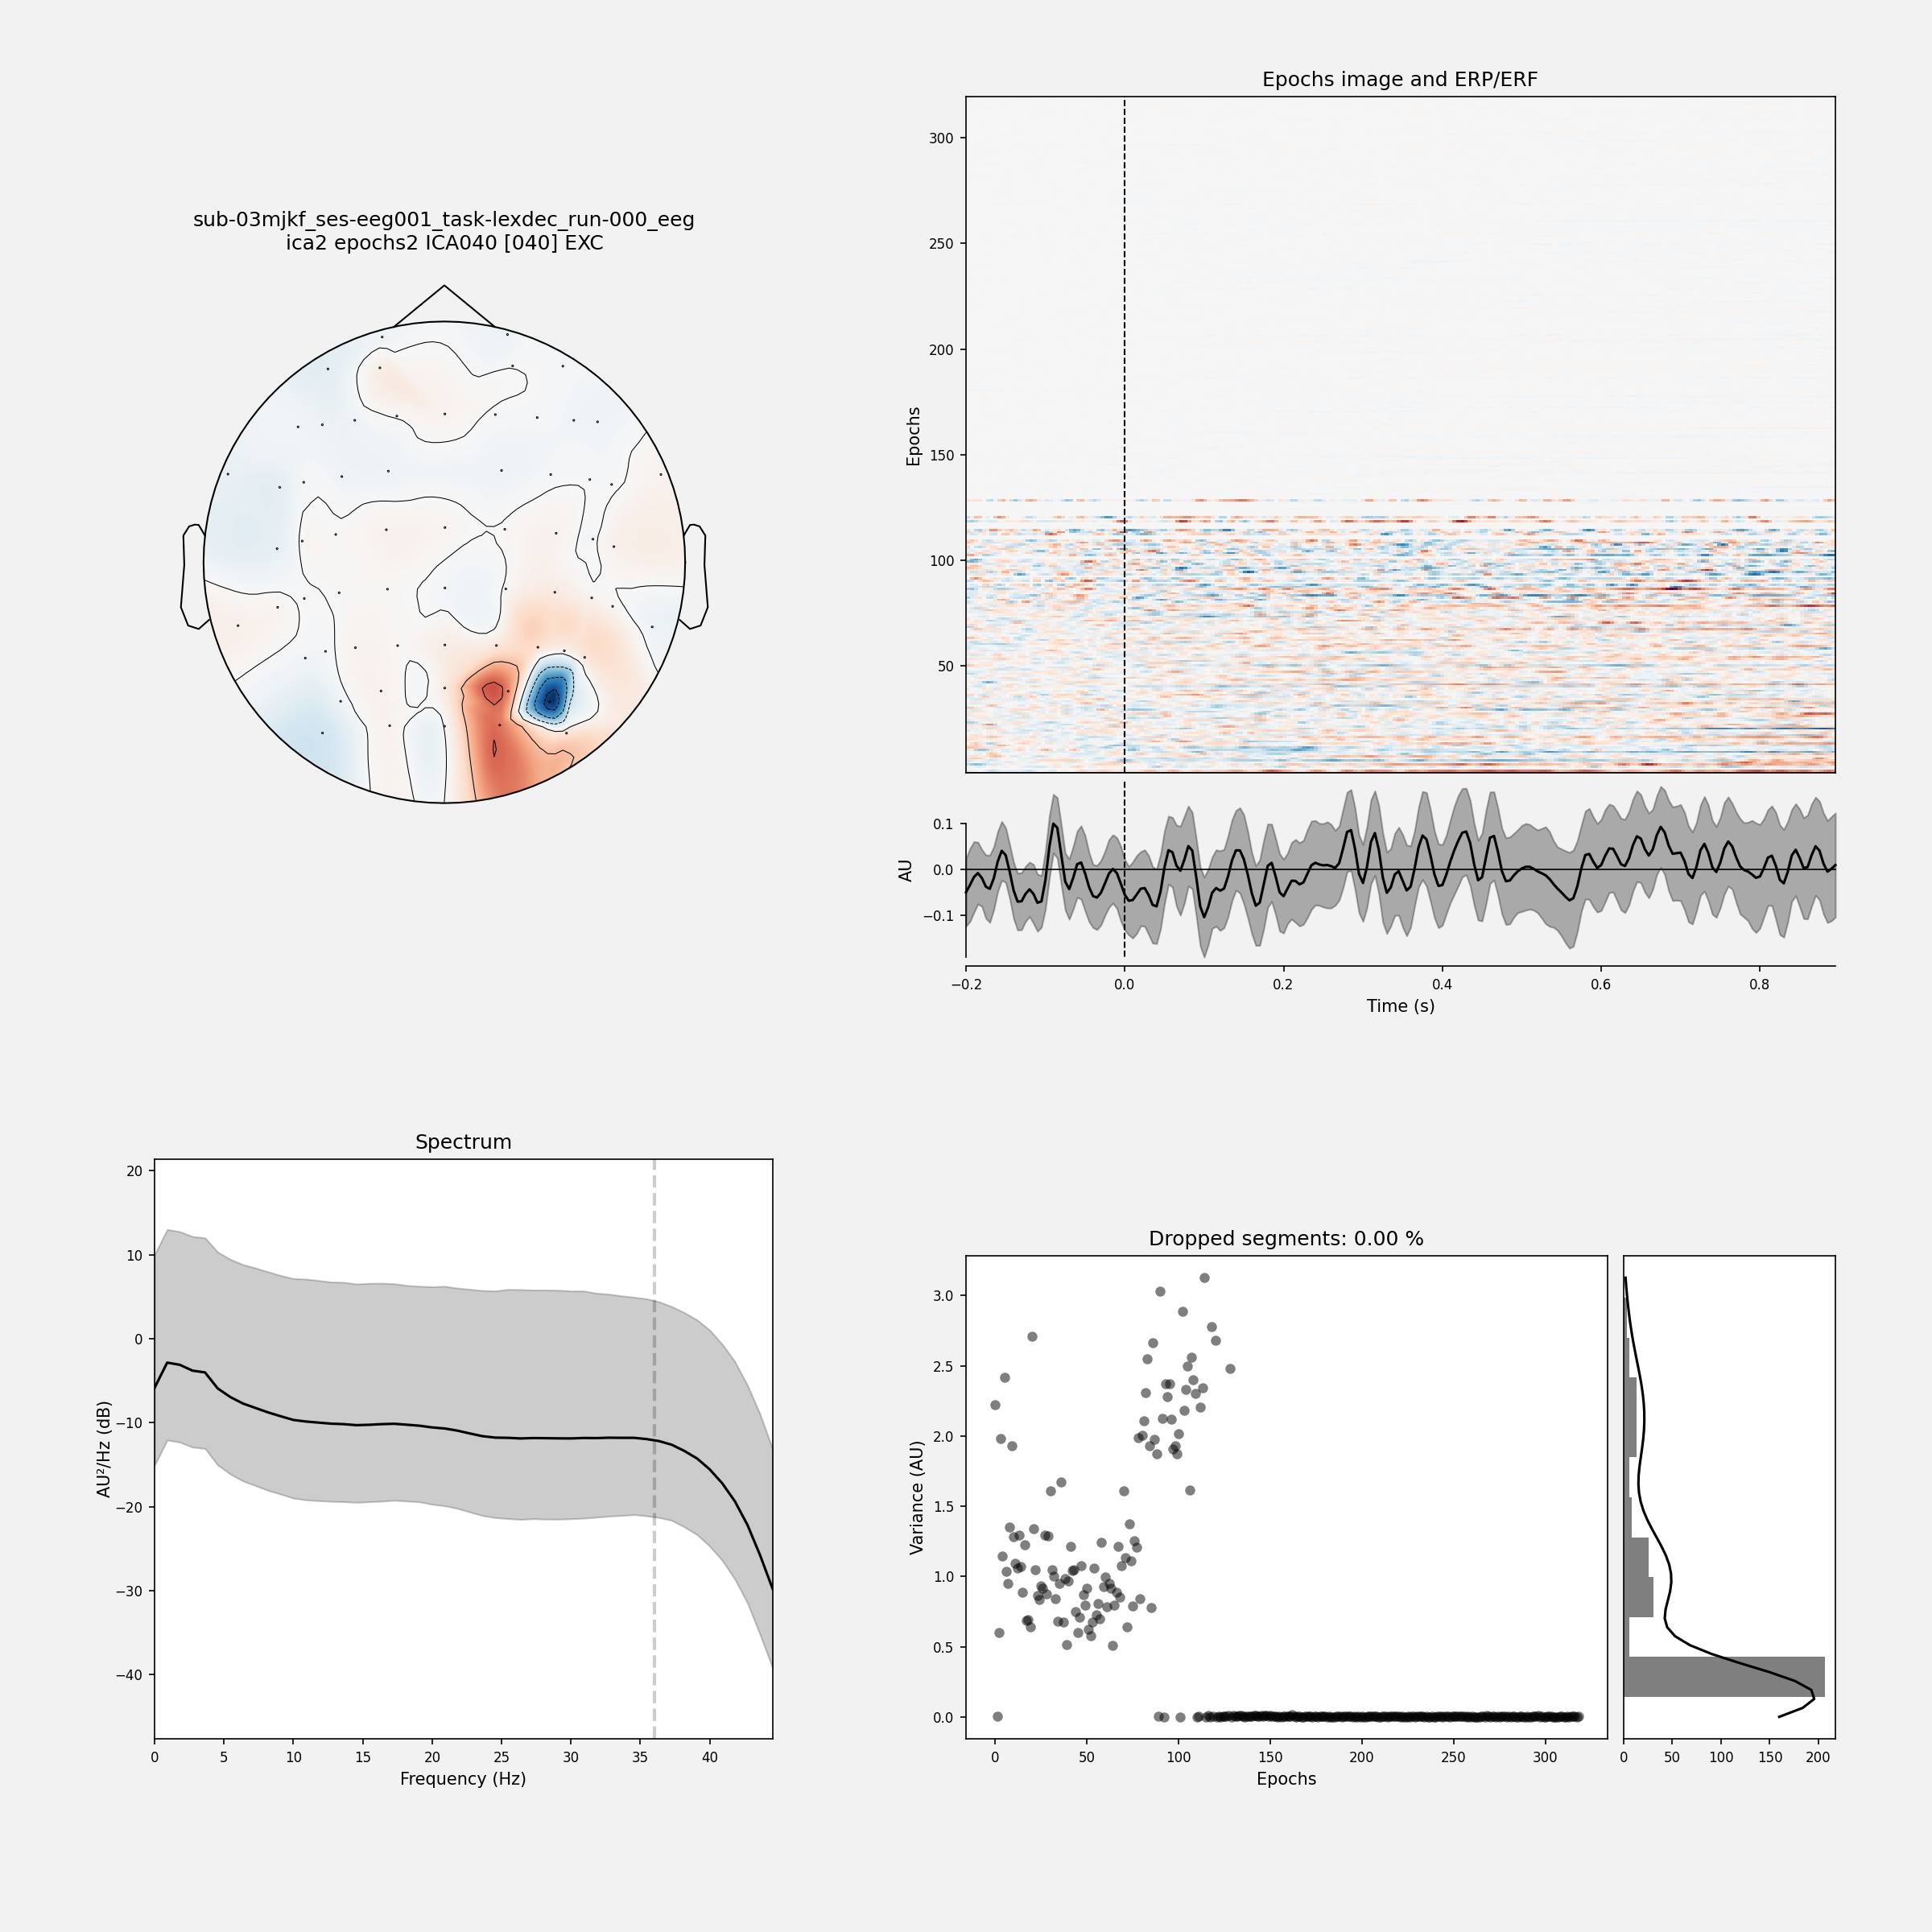 sub-03mjkf_ses-eeg001_task-lexdec_run-000_eeg
ica2 epochs2 ICA040 [040] EXC
Epochs image and ERP/ERF
Epochs
300
250
200
150
100
50
AU
0.1
0.0
−0.1
−0.2 0.0 0.2 0.4 0.6 0.8
Time (s)
Spectrum
AU²/Hz (dB)
20
10
0
−10
−20
−30
−40
0 5 10 15 20 25 30 35 40
Frequency (Hz)
Dropped segments: 0.00 %
Variance (AU)
3.0
2.5
2.0
1.5
1.0
0.5
0.0
0 50 100 150 200 250 300
Epochs
0 50 100 150 200